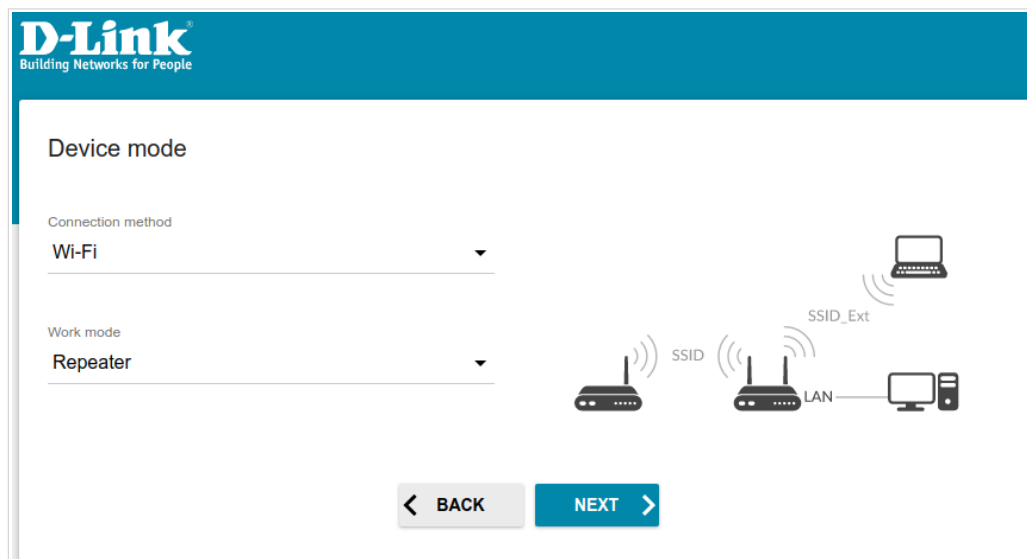 D-Link®
Building Networks for People
Device mode
Connection method
Wi-Fi
Work mode
Repeater
SSID_Ext
SSID
LAN
BACK
NEXT